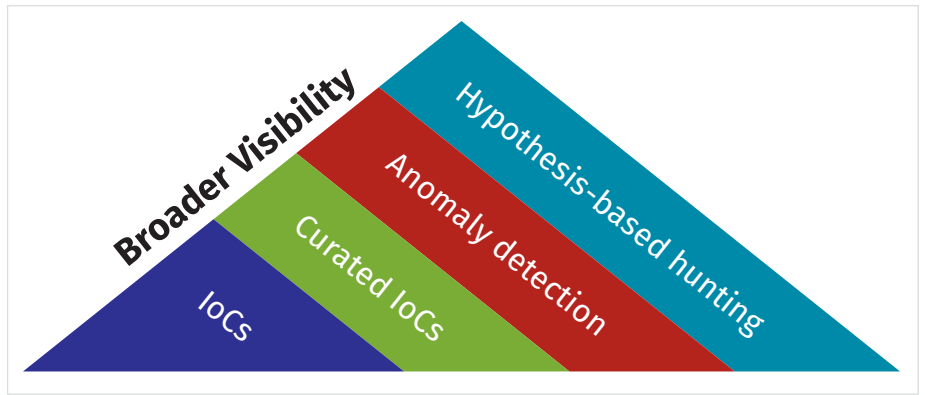 Broader Visibility
IoCs
Curated IoCs
Anomaly detection
Hypothesis-based hunting